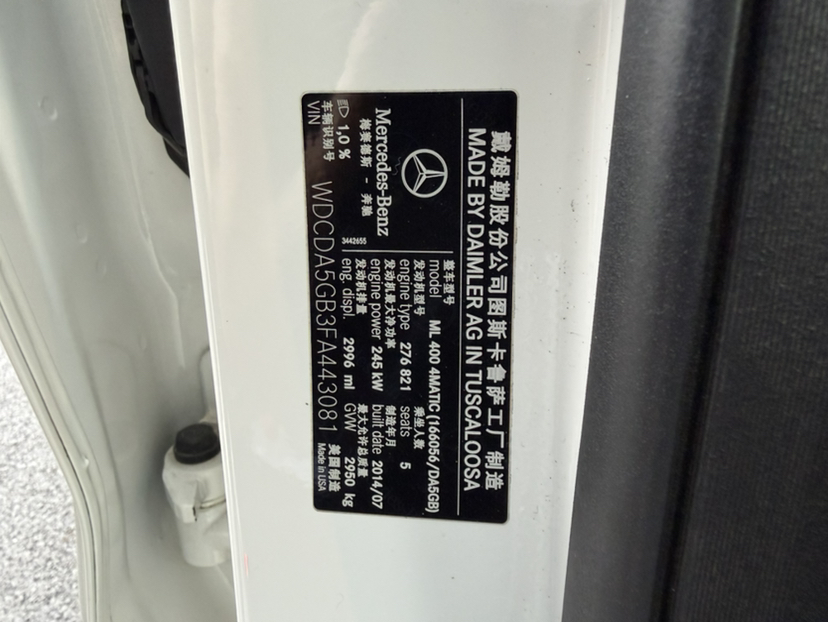 戴姆勒股份公司图斯卡鲁萨工厂制造
MADE BY DAIMLER AG IN TUSCALOOSA
Mercedes-Benz
梅赛德斯 - 奔驰
1,0 %
3442655
整车型号
model ML 400 4MATIC (166056/DA5GB)
发动机型号 乘坐人数
engine type 276 821 seats 5
发动机最大净功率 制造年月
engine power 245 kW built date 2014/07
发动机排量 最大允许总质量
eng. displ. 2996 ml GVW 2950 kg
车辆识别号 美国制造
VIN WDCDA5GB3FA443081 Made in USA